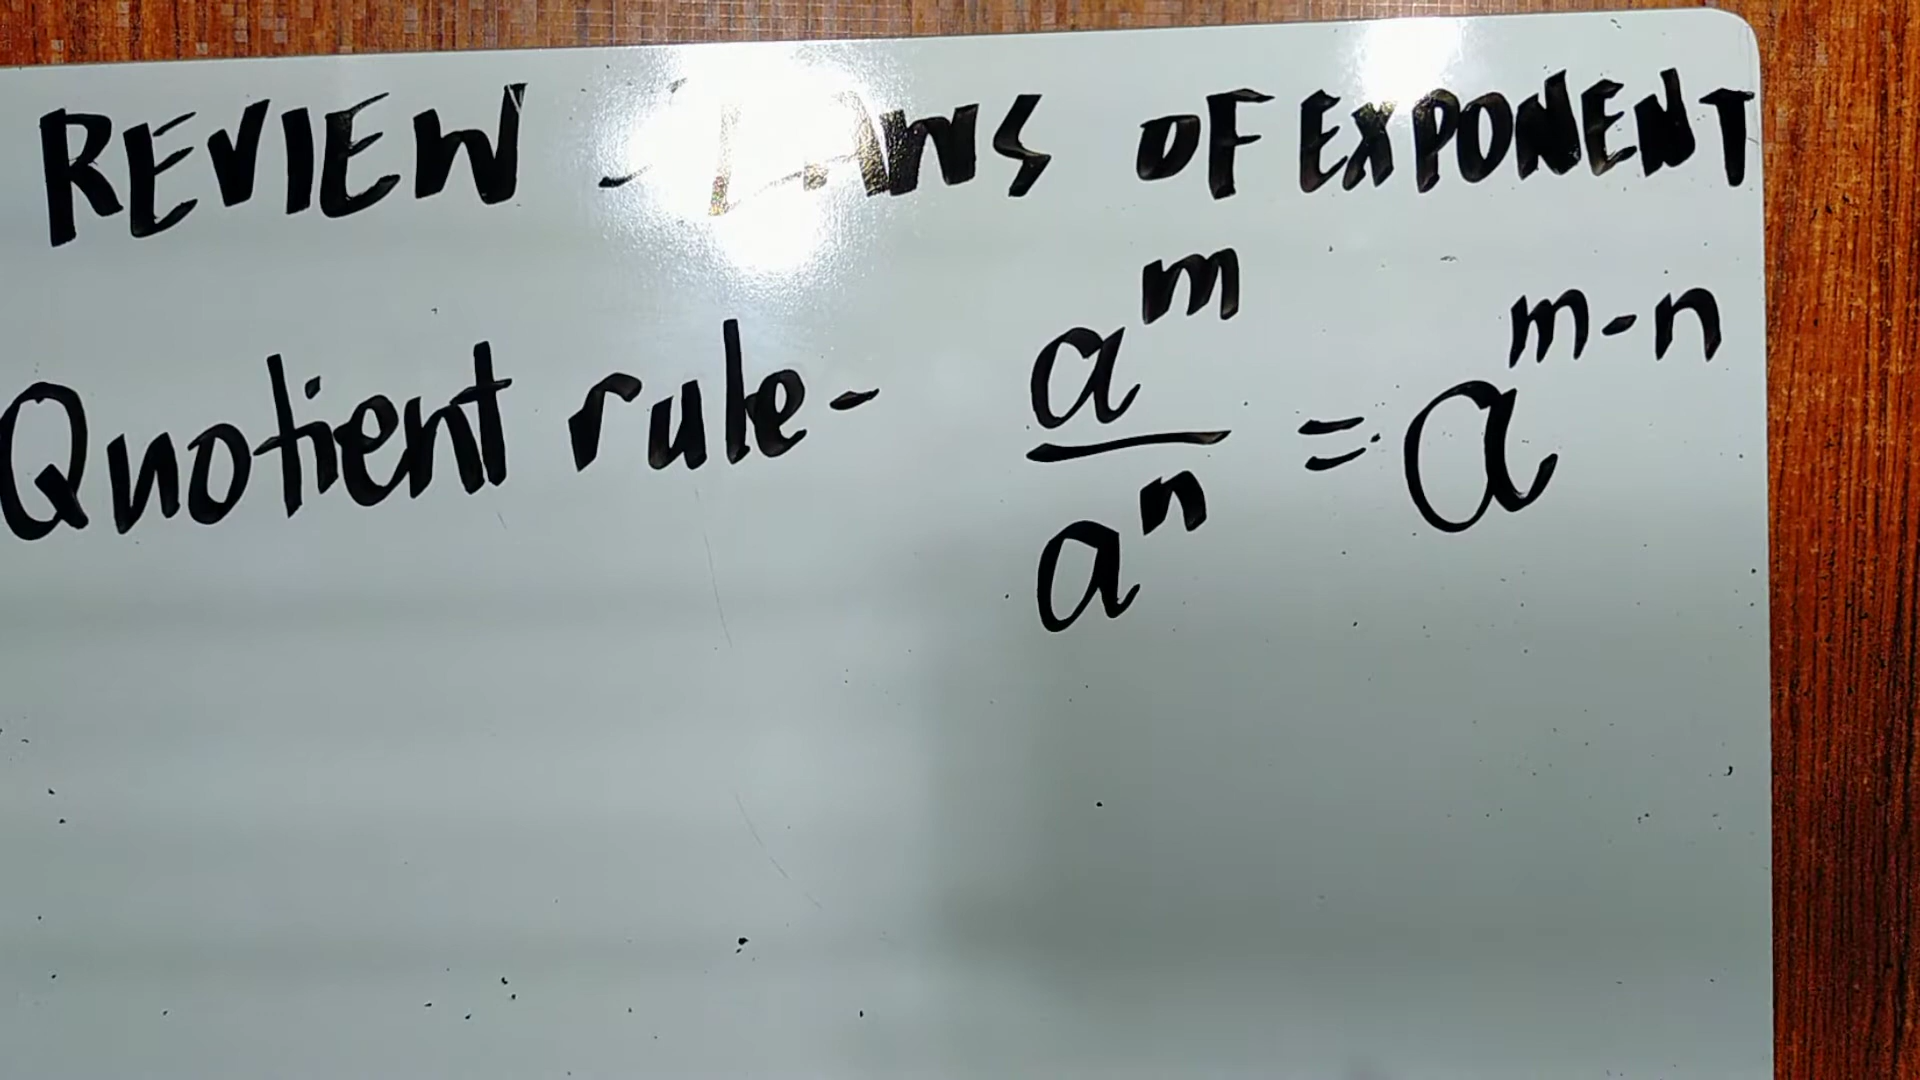 REVIEW - LAWS OF EXPONENT
Quotient rule- a^m / a^n = a^m-n